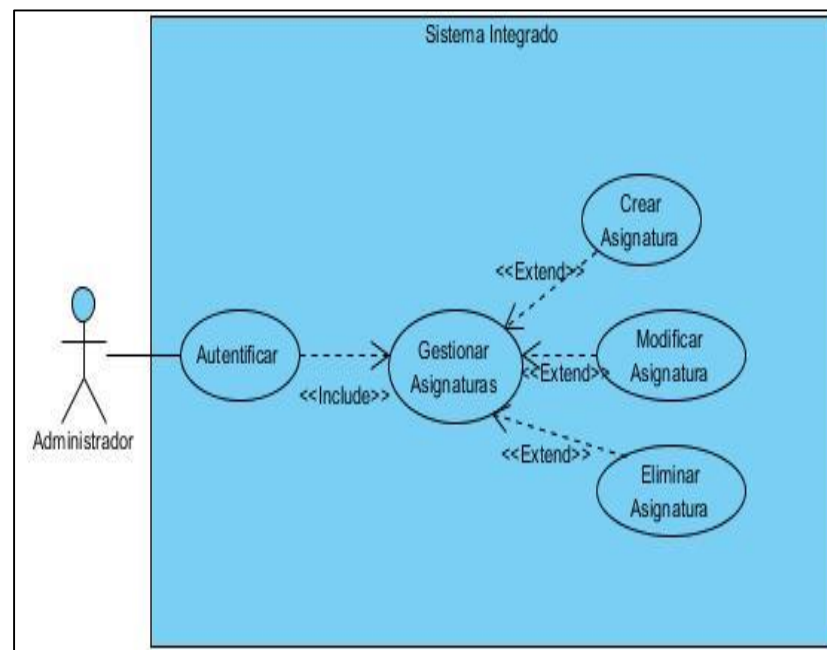 Sistema Integrado
Crear
Asignatura
<<Extend>>
Autentificar
<<Include>>
Gestionar
Asignaturas
<<Extend>>
Modificar
Asignatura
<<Extend>>
Eliminar
Asignatura
Administrador